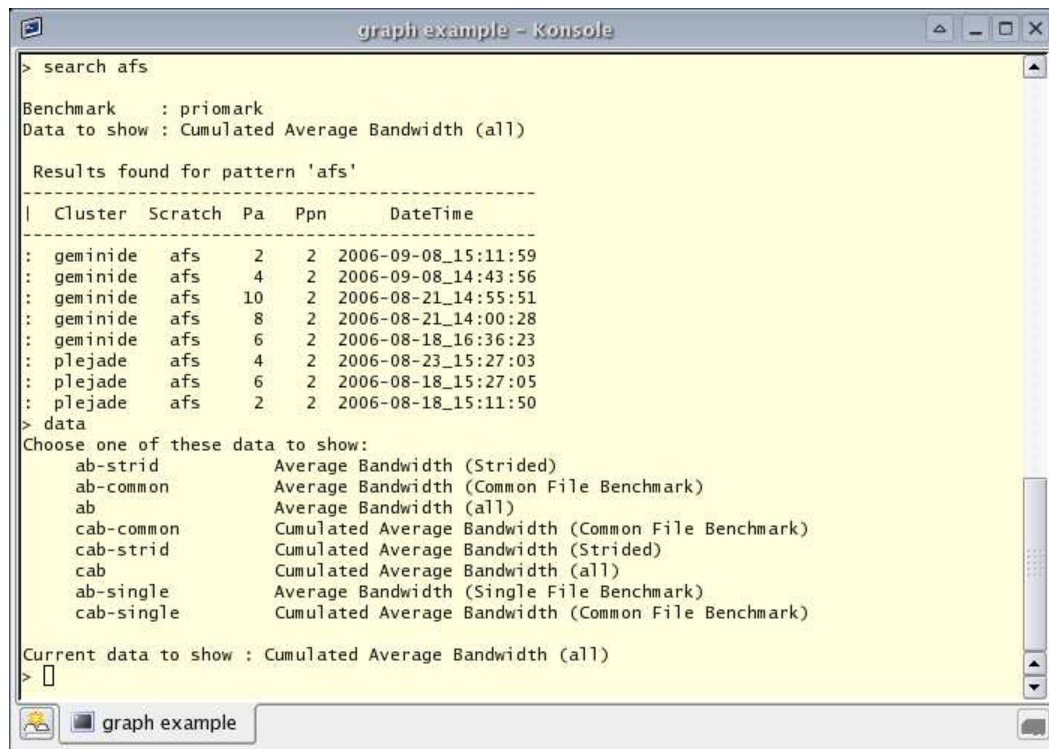 graph example - Konsole
> search afs
Benchmark     : priomark
Data to show : Cumulated Average Bandwidth (all)
Results found for pattern 'afs'
-----------------------------------------------------
|  Cluster  Scratch  Pa   Ppn      DateTime
-----------------------------------------------------
:  geminide   afs      2    2  2006-09-08_15:11:59
:  geminide   afs      4    2  2006-09-08_14:43:56
:  geminide   afs     10    2  2006-08-21_14:55:51
:  geminide   afs      8    2  2006-08-21_14:00:28
:  geminide   afs      6    2  2006-08-18_16:36:23
:  plejade    afs      4    2  2006-08-23_15:27:03
:  plejade    afs      6    2  2006-08-18_15:27:05
:  plejade    afs      2    2  2006-08-18_15:11:50
> data
Choose one of these data to show:
ab-strid            Average Bandwidth (Strided)
ab-common           Average Bandwidth (Common File Benchmark)
ab                  Average Bandwidth (all)
cab-common          Cumulated Average Bandwidth (Common File Benchmark)
cab-strid           Cumulated Average Bandwidth (Strided)
cab                 Cumulated Average Bandwidth (all)
ab-single           Average Bandwidth (Single File Benchmark)
cab-single          Cumulated Average Bandwidth (Common File Benchmark)
Current data to show : Cumulated Average Bandwidth (all)
>
graph example